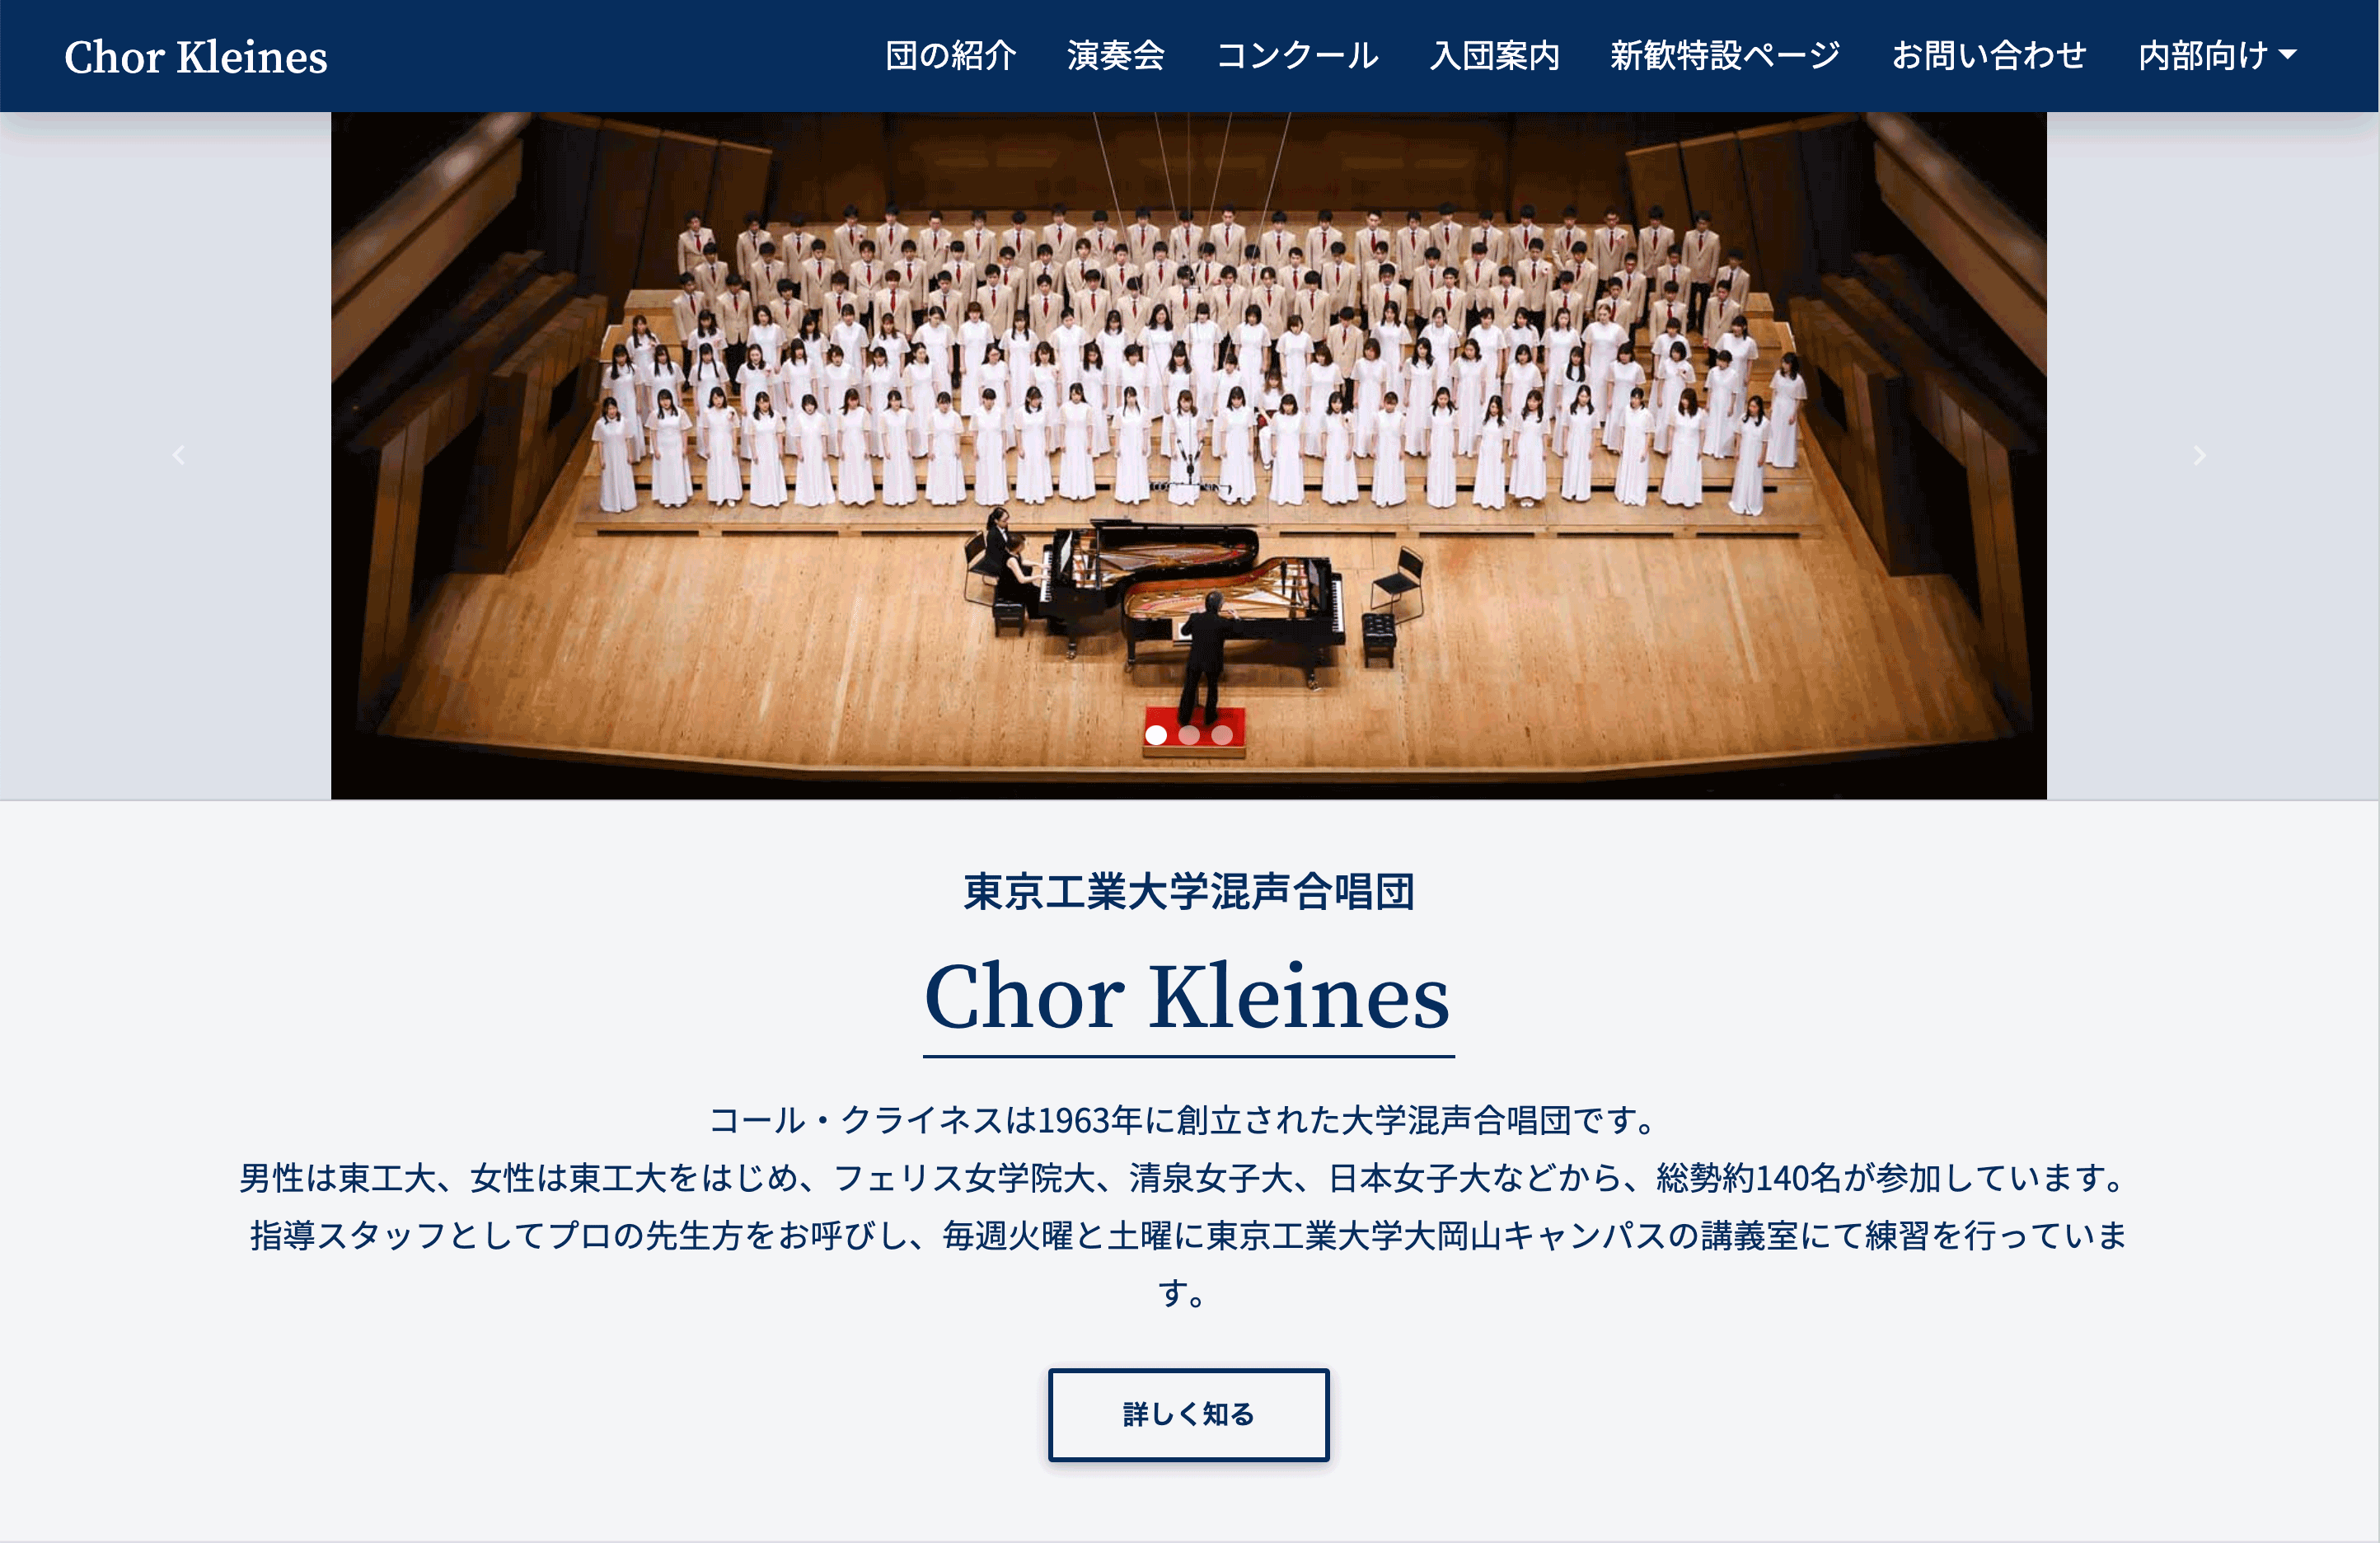 Chor Kleines
団の紹介 演奏会 コンクール 入団案内 新歓特設ページ お問い合わせ 内部向け
東京工業大学混声合唱団
Chor Kleines
コール・クライネスは1963年に創立された大学混声合唱団です。
男性は東工大、女性は東工大をはじめ、フェリス女学院大、清泉女子大、日本女子大などから、総勢約140名が参加しています。
指導スタッフとしてプロの先生方をお呼びし、毎週火曜と土曜に東京工業大学大岡山キャンパスの講義室にて練習を行っていま
す。
詳しく知る